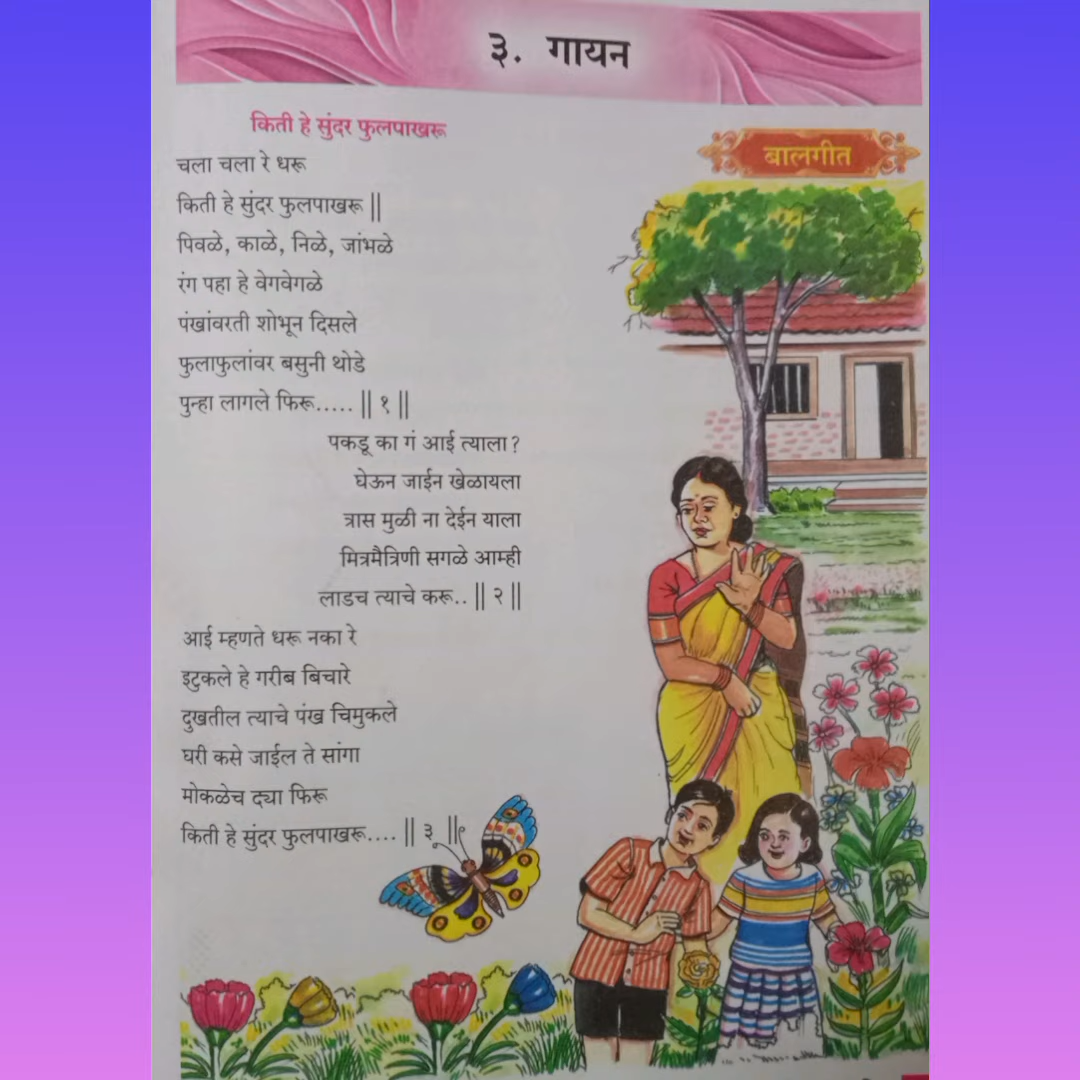 ३. गायन
किती हे सुंदर फुलपाखरू
बालगीत
चला चला रे धरू
किती हे सुंदर फुलपाखरू ||
पिवळे, काळे, निळे, जांभळे
रंग पहा हे वेगवेगळे
पंखांवरती शोभून दिसले
फुलाफुलांवर बसुनी थोडे
पुन्हा लागले फिरू..... || १ ||
पकडू का गं आई त्याला ?
घेऊन जाईन खेळायला
त्रास मुळी ना देईन याला
मित्रमैत्रिणी सगळे आम्ही
लाडच त्याचे करू.. || २ ||
आई म्हणते धरू नका रे
इटुकले हे गरीब बिचारे
दुखतील त्याचे पंख चिमुकले
घरी कसे जाईल ते सांगा
मोकळेच द्या फिरू
किती हे सुंदर फुलपाखरू.... || ३ ||